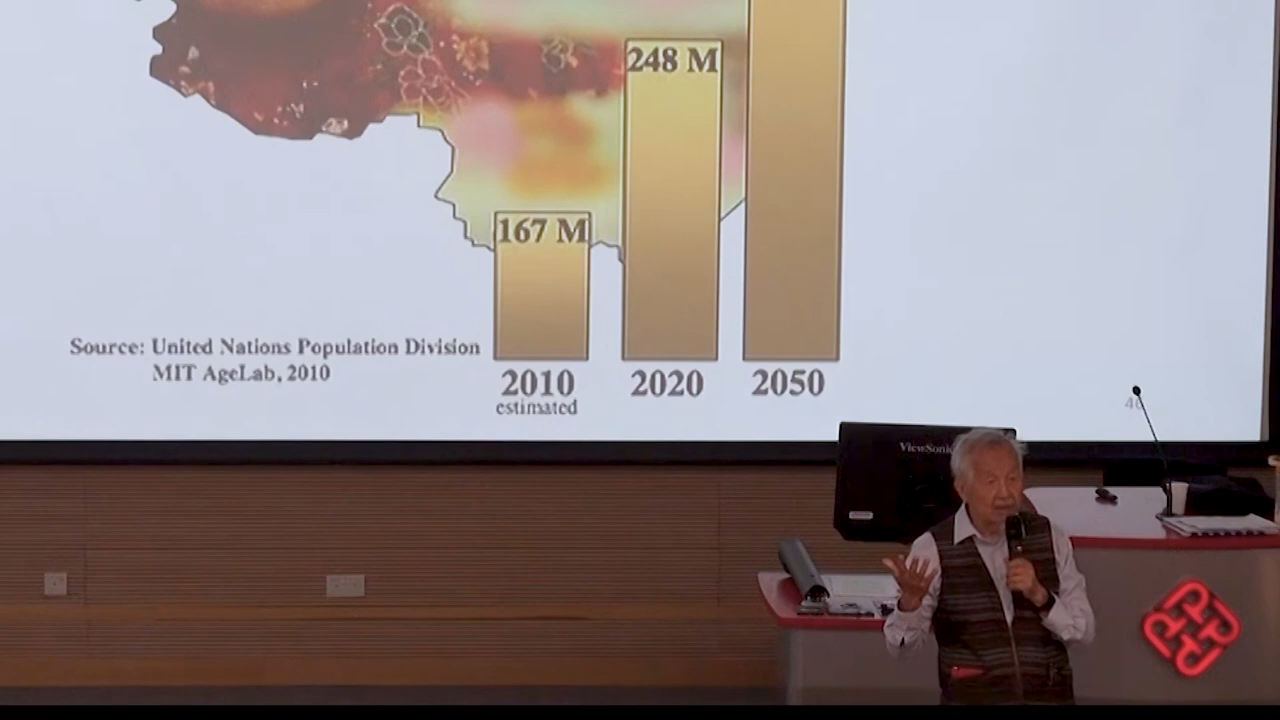 248 M
167 M
Source: United Nations Population Division
MIT AgeLab, 2010
2010
estimated
2020
2050
ViewSonic